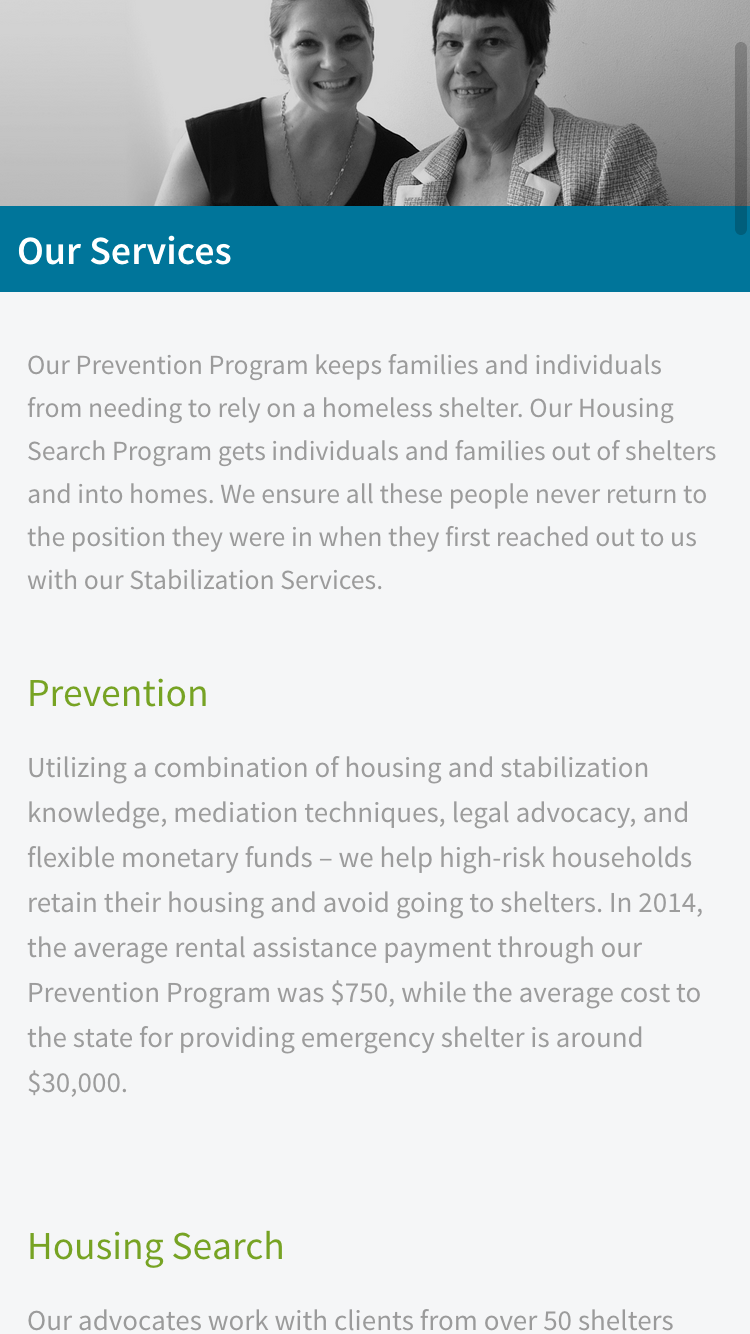 Our Services
Our Prevention Program keeps families and individuals
from needing to rely on a homeless shelter. Our Housing
Search Program gets individuals and families out of shelters
and into homes. We ensure all these people never return to
the position they were in when they first reached out to us
with our Stabilization Services.
Prevention
Utilizing a combination of housing and stabilization
knowledge, mediation techniques, legal advocacy, and
flexible monetary funds – we help high-risk households
retain their housing and avoid going to shelters. In 2014,
the average rental assistance payment through our
Prevention Program was $750, while the average cost to
the state for providing emergency shelter is around
$30,000.
Housing Search
Our advocates work with clients from over 50 shelters